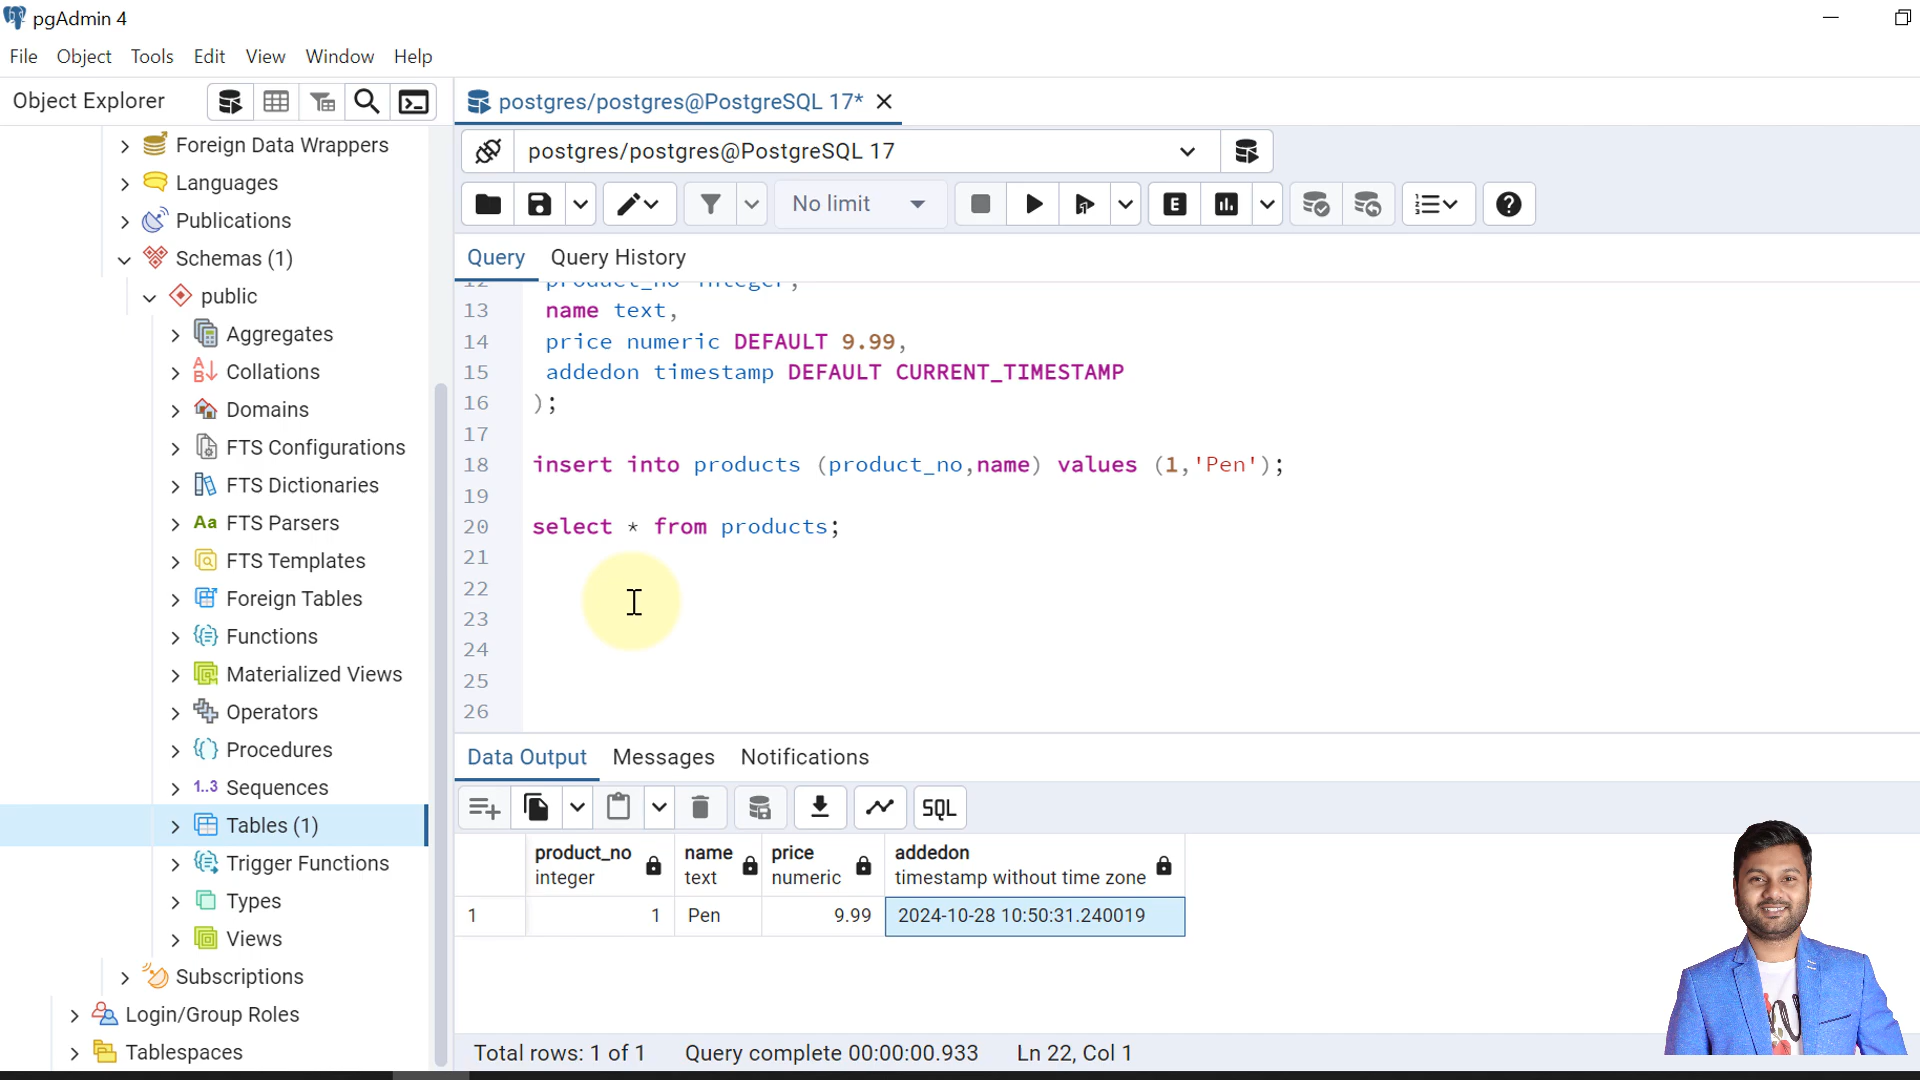 pgAdmin 4
File Object Tools Edit View Window Help
Object Explorer
Foreign Data Wrappers
Languages
Publications
Schemas (1)
public
Aggregates
Collations
Domains
FTS Configurations
FTS Dictionaries
Aa FTS Parsers
FTS Templates
Foreign Tables
Functions
Materialized Views
Operators
Procedures
1..3 Sequences
Tables (1)
Trigger Functions
Types
Views
Subscriptions
Login/Group Roles
Tablespaces
postgres/postgres@PostgreSQL 17*
postgres/postgres@PostgreSQL 17
No limit
E
Query Query History
12 product_no integer,
13 name text,
14 price numeric DEFAULT 9.99,
15 addedon timestamp DEFAULT CURRENT_TIMESTAMP
16 );
17
18 insert into products (product_no,name) values (1,'Pen');
19
20 select * from products;
21
22
23
24
25
26
Data Output Messages Notifications
SQL
product_no name price addedon
integer text numeric timestamp without time zone
1 1 Pen 9.99 2024-10-28 10:50:31.240019
Total rows: 1 of 1 Query complete 00:00:00.933 Ln 22, Col 1